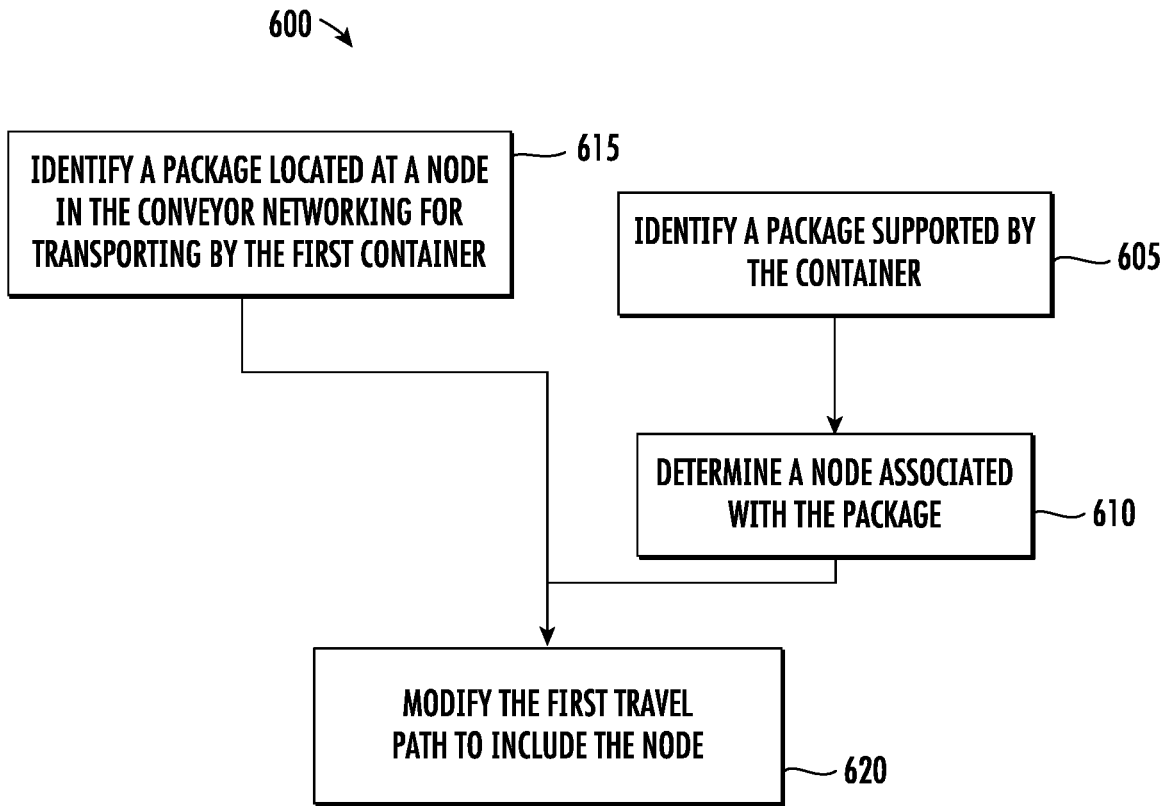 600
IDENTIFY A PACKAGE LOCATED AT A NODE
IN THE CONVEYOR NETWORKING FOR
TRANSPORTING BY THE FIRST CONTAINER
615
IDENTIFY A PACKAGE SUPPORTED BY
THE CONTAINER
605
DETERMINE A NODE ASSOCIATED
WITH THE PACKAGE
610
MODIFY THE FIRST TRAVEL
PATH TO INCLUDE THE NODE
620